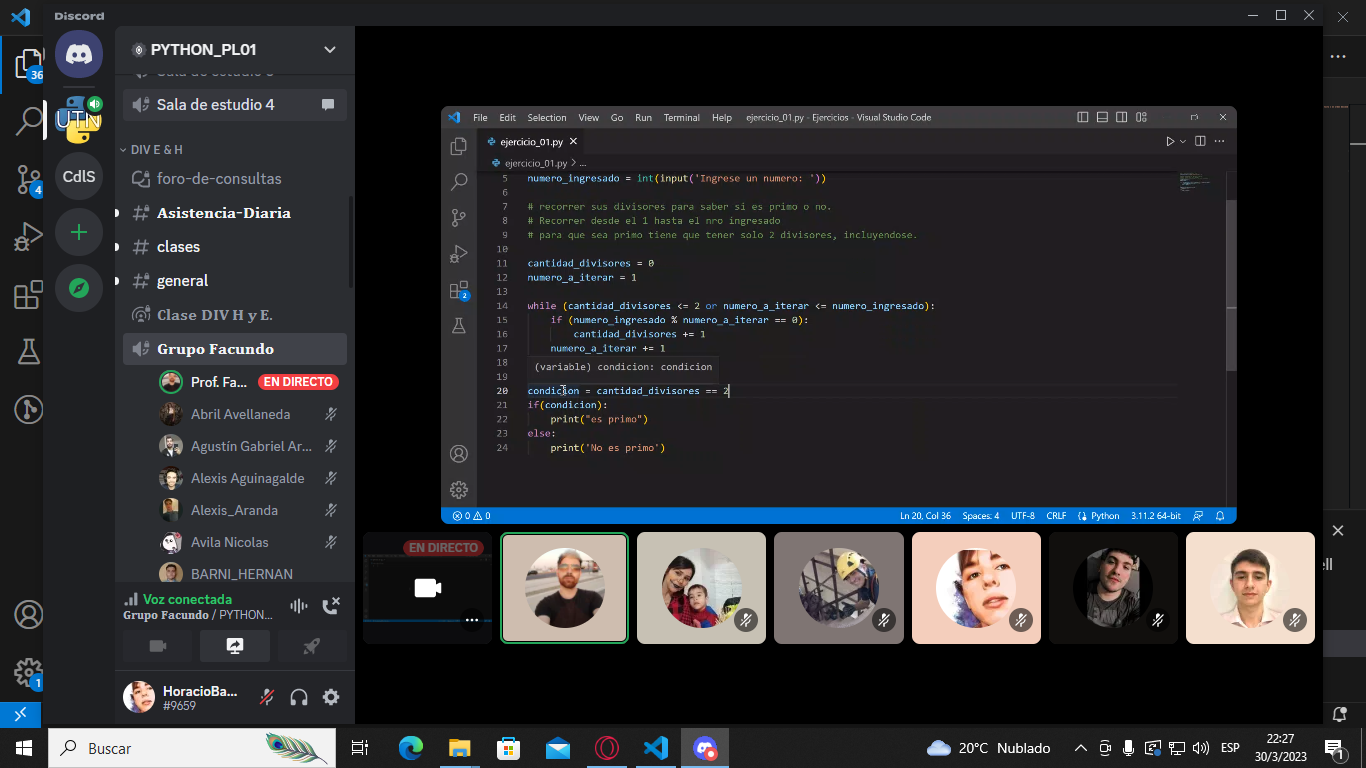 Discord
PYTHON_PL01
Sala de estudio 4
UTN
CdlS
DIV E & H
foro-de-consultas
Asistencia-Diaria
clases
general
Clase DIV H y E.
Grupo Facundo
Prof. Fa... EN DIRECTO
Abril Avellaneda
Agustín Gabriel Ar...
Alexis Aguinagalde
Alexis_Aranda
Avila Nicolas
BARNI_HERNAN
Voz conectada
Grupo Facundo / PYTHON...
HoracioBa...
#9659
36
4
1
File Edit Selection View Go Run Terminal Help ejercicio_01.py - Ejercicios - Visual Studio Code
ejercicio_01.py
ejercicio_01.py > ...
5 numero_ingresado = int(input('Ingrese un numero: '))
6
7 # recorrer sus divisores para saber si es primo o no.
8 # Recorrer desde el 1 hasta el nro ingresado
9 # para que sea primo tiene que tener solo 2 divisores, incluyendose.
10
11 cantidad_divisores = 0
12 numero_a_iterar = 1
13
14 while (cantidad_divisores <= 2 or numero_a_iterar <= numero_ingresado):
15 if (numero_ingresado % numero_a_iterar == 0):
16 cantidad_divisores += 1
17 numero_a_iterar += 1
18 (variable) condicion: condicion
19
20 condicion = cantidad_divisores == 2
21 if(condicion):
22 print("es primo")
23 else:
24 print('No es primo')
2
0 0 Ln 20, Col 36 Spaces: 4 UTF-8 CRLF Python 3.11.2 64-bit
EN DIRECTO
ell
Buscar
20°C Nublado
ESP
22:27
30/3/2023
1